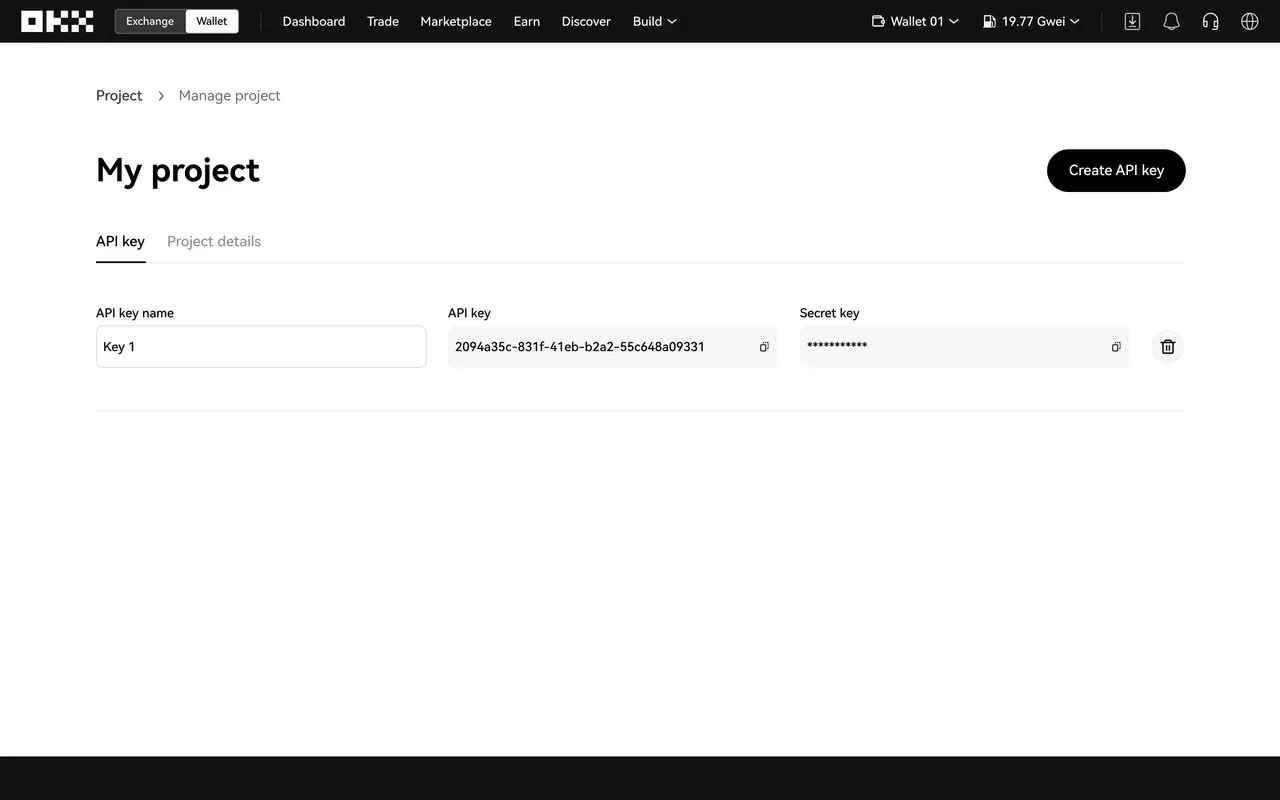 OKX Exchange Wallet Dashboard Trade Marketplace Earn Discover Build Wallet 01 19.77 Gwei
Project > Manage project
My project
Create API key
API key Project details
API key name API key Secret key
Key 1 2094a35c-831f-41eb-b2a2-55c648a09331 ***********